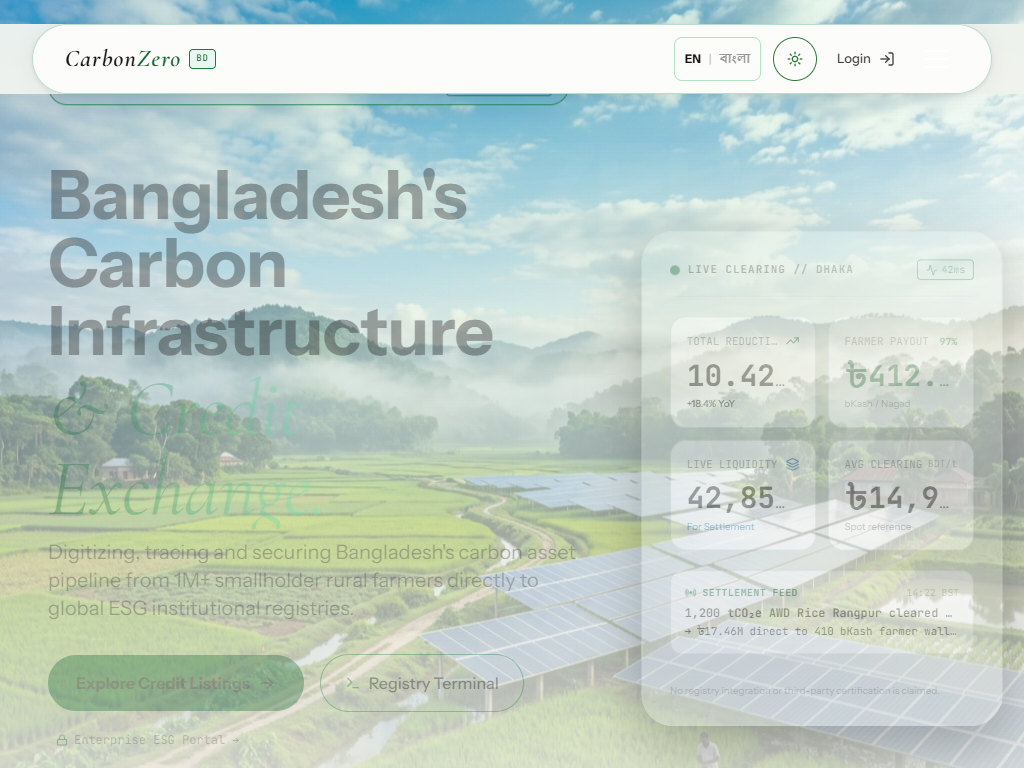 CarbonZero BD
EN | বাংলা
Login
Bangladesh's
Carbon
Infrastructure
& Credit
Exchange
Digitizing, tracing and securing Bangladesh's carbon asset
pipeline from 1M+ smallholder rural farmers directly to
global ESG institutional registries.
Explore Credit Listings →
>_ Registry Terminal
Enterprise ESG Portal →
LIVE CLEARING // DHAKA 42ms
TOTAL REDUCTI…
10.42…
+18.4% YoY
FARMER PAYOUT 97%
৳412.…
bKash / Nagad
LIVE LIQUIDITY
42,85…
For Settlement
AVG CLEARING BDT/t
৳14,9…
Spot reference
SETTLEMENT FEED 14:22 BST
1,200 tCO₂e AWD Rice Rangpur cleared …
→ ৳17.46M direct to 410 bKash farmer wall…
No registry integration or third-party certification is claimed.